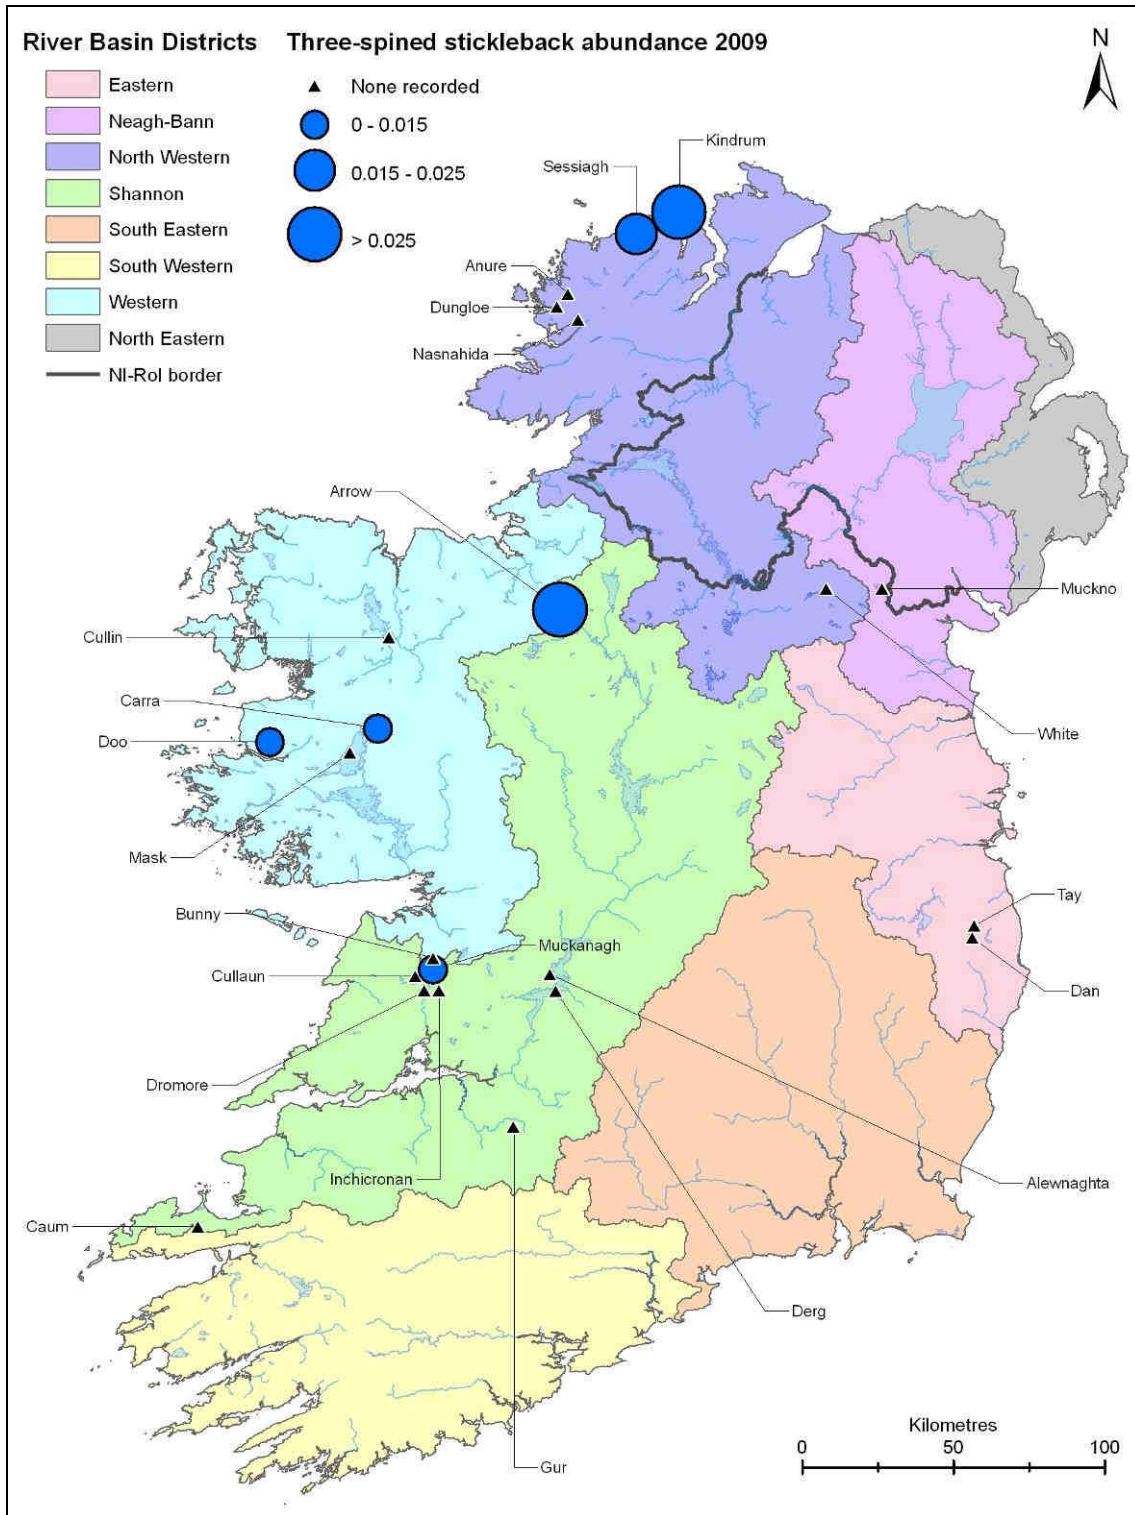 River Basin Districts
Eastern
Neagh-Bann
North Western
Shannon
South Eastern
South Western
Western
North Eastern
NI-RoI border
Three-spined stickleback abundance 2009
None recorded
0 - 0.015
0.015 - 0.025
> 0.025
N
Kindrum
Sessiagh
Anure
Dungloe
Nasnahida
Arrow
Muckno
Cullin
Carra
Doo
White
Mask
Tay
Bunny
Muckanagh
Cullaun
Dan
Dromore
Inchicronan
Alewnaghta
Caum
Derg
Gur
Kilometres
0 50 100